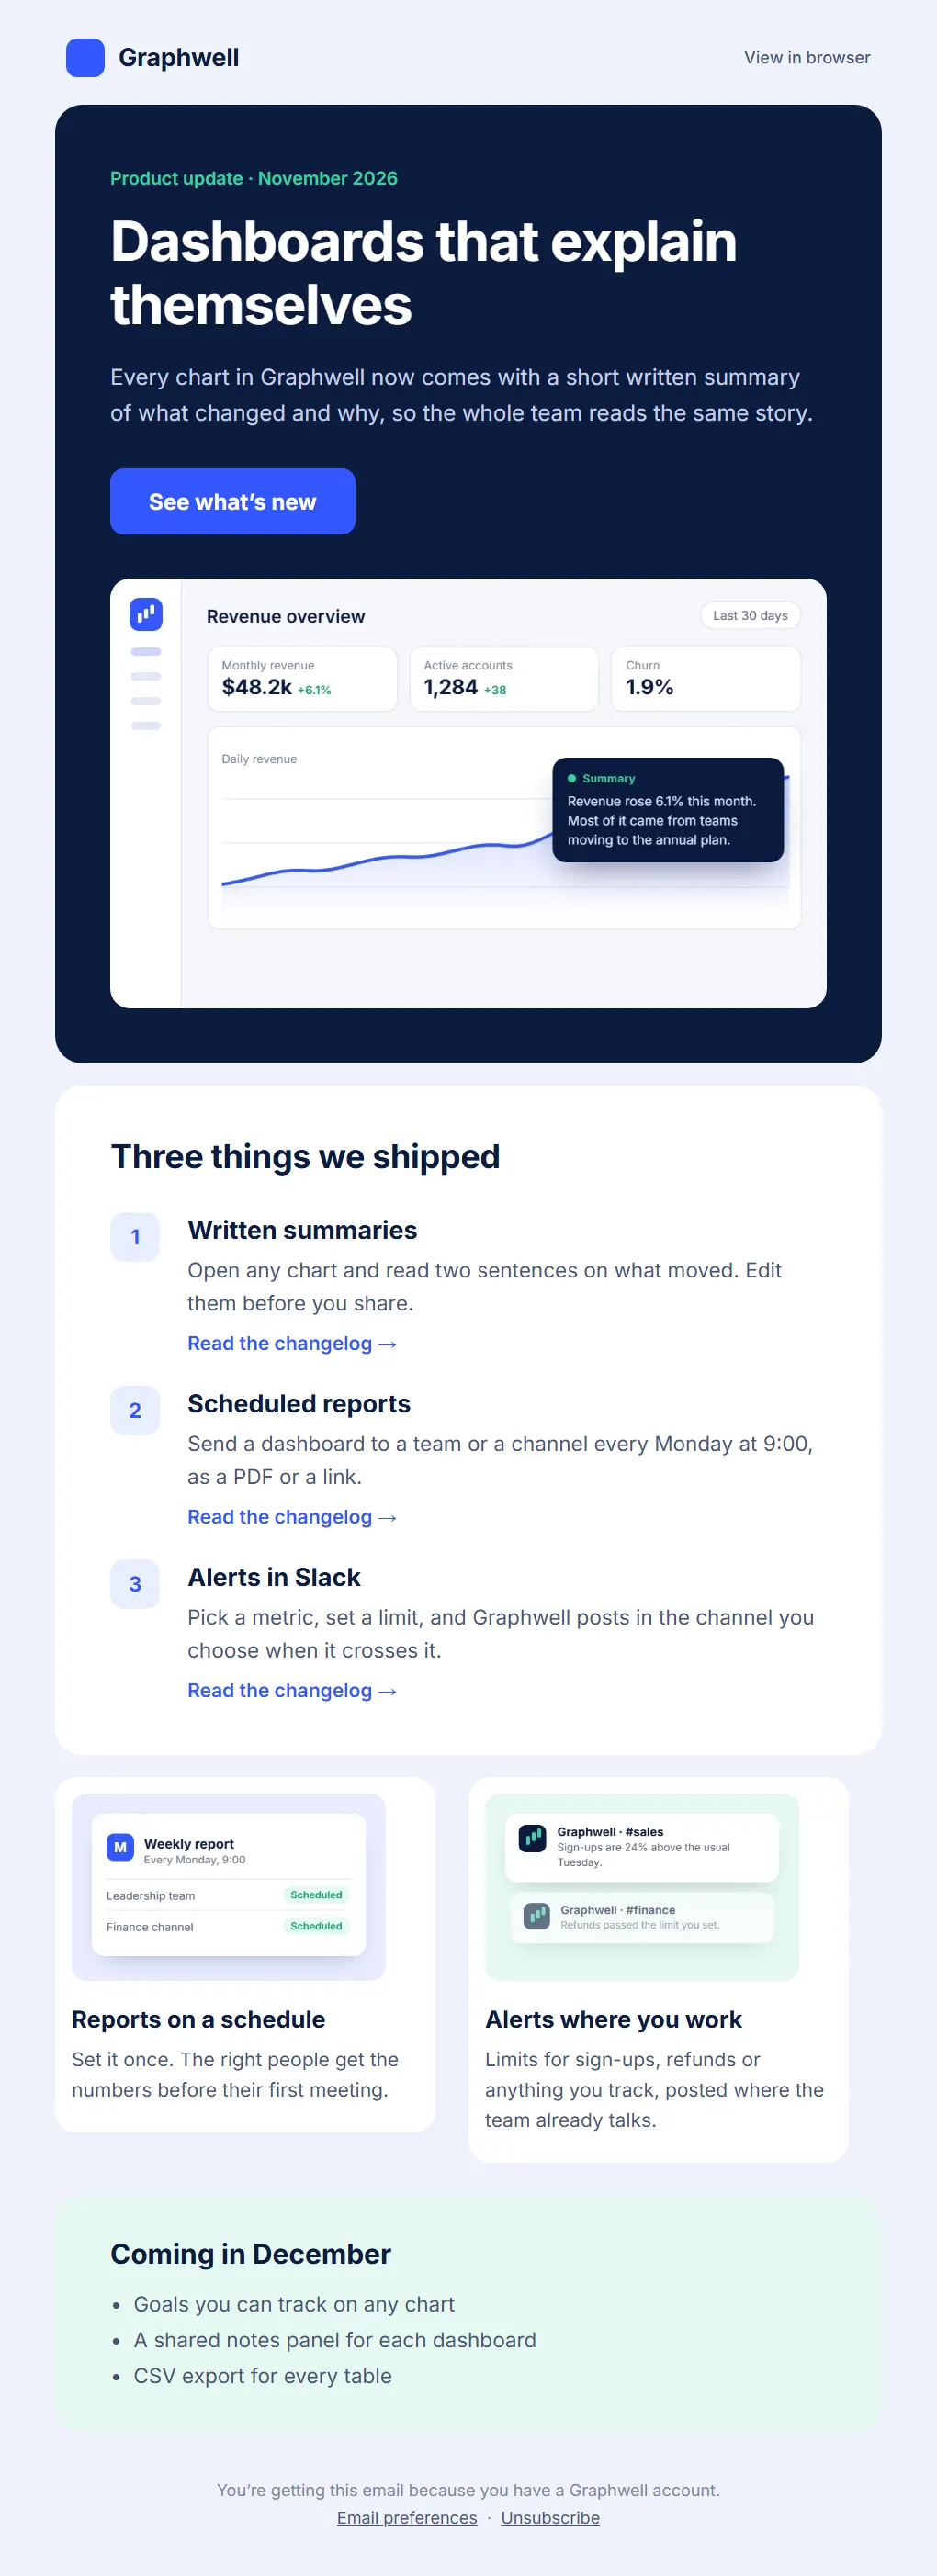 Graphwell
View in browser
Product update · November 2026
Dashboards that explain
themselves
Every chart in Graphwell now comes with a short written summary
of what changed and why, so the whole team reads the same story.
See what’s new
Revenue overview
Last 30 days
Monthly revenue
$48.2k +6.1%
Active accounts
1,284 +38
Churn
1.9%
Daily revenue
Summary
Revenue rose 6.1% this month.
Most of it came from teams
moving to the annual plan.
Three things we shipped
1
Written summaries
Open any chart and read two sentences on what moved. Edit
them before you share.
Read the changelog →
2
Scheduled reports
Send a dashboard to a team or a channel every Monday at 9:00,
as a PDF or a link.
Read the changelog →
3
Alerts in Slack
Pick a metric, set a limit, and Graphwell posts in the channel you
choose when it crosses it.
Read the changelog →
M
Weekly report
Every Monday, 9:00
Leadership team
Scheduled
Finance channel
Scheduled
Reports on a schedule
Set it once. The right people get the
numbers before their first meeting.
Graphwell · #sales
Sign-ups are 24% above the usual
Tuesday.
Graphwell · #finance
Refunds passed the limit you set.
Alerts where you work
Limits for sign-ups, refunds or
anything you track, posted where the
team already talks.
Coming in December
• Goals you can track on any chart
• A shared notes panel for each dashboard
• CSV export for every table
You’re getting this email because you have a Graphwell account.
Email preferences · Unsubscribe